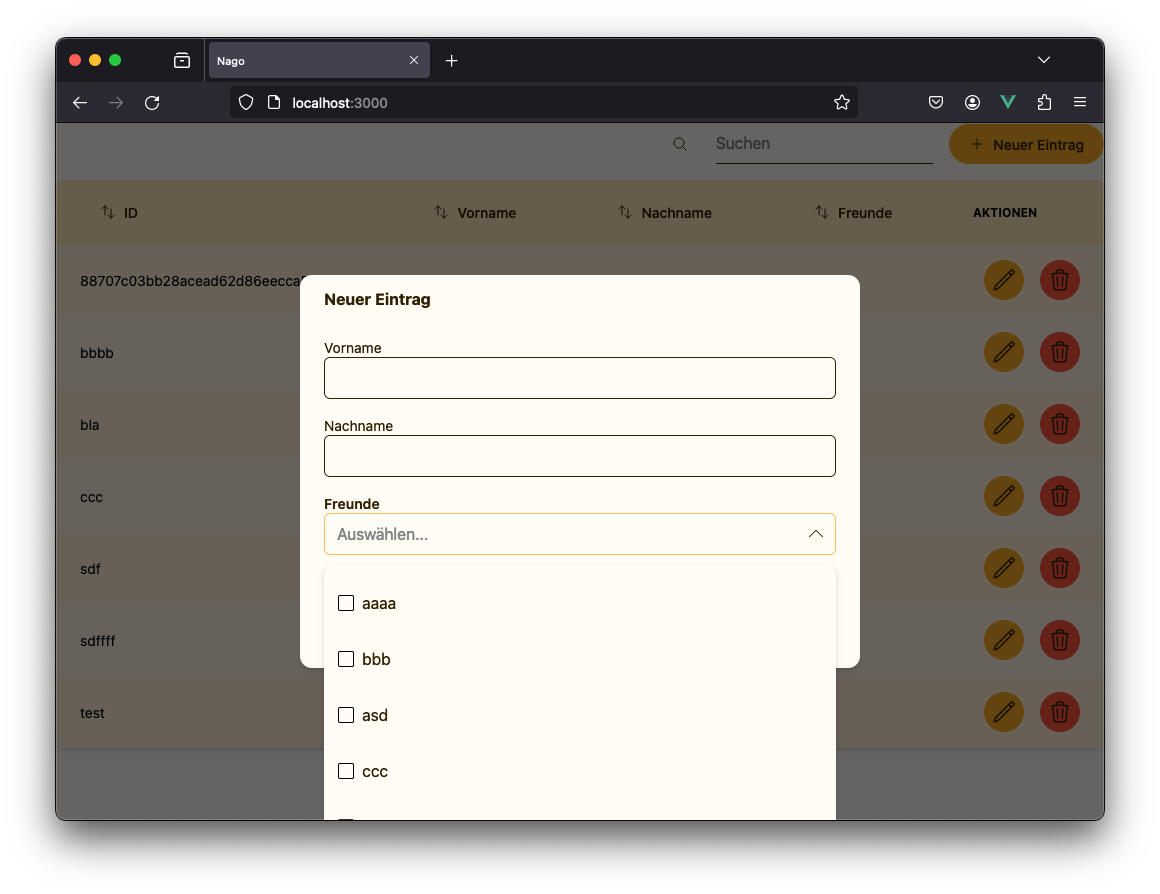 Nago
localhost:3000
Suchen
Neuer Eintrag
ID Vorname Nachname Freunde AKTIONEN
88707c03bb28acead62d86eecca
bbbb
bla
ccc
sdf
sdffff
test
Neuer Eintrag
Vorname
Nachname
Freunde
Auswählen...
aaaa
bbb
asd
ccc